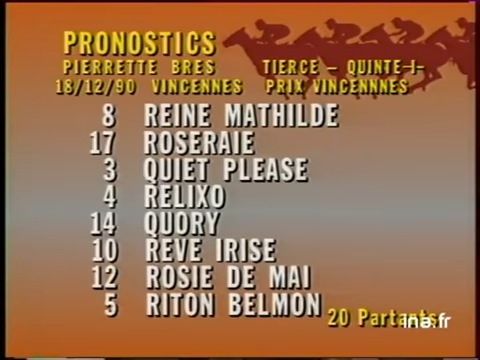 PRONOSTICS
PIERRETTE BRES TIERCE - QUINTE-I-
18/12/90 VINCENNES PRIX VINCENNNES
8 REINE MATHILDE
17 ROSERAIE
3 QUIET PLEASE
4 RELIXO
14 QUORY
10 REVE IRISE
12 ROSIE DE MAI
5 RITON BELMON
20 Partants
ina.fr